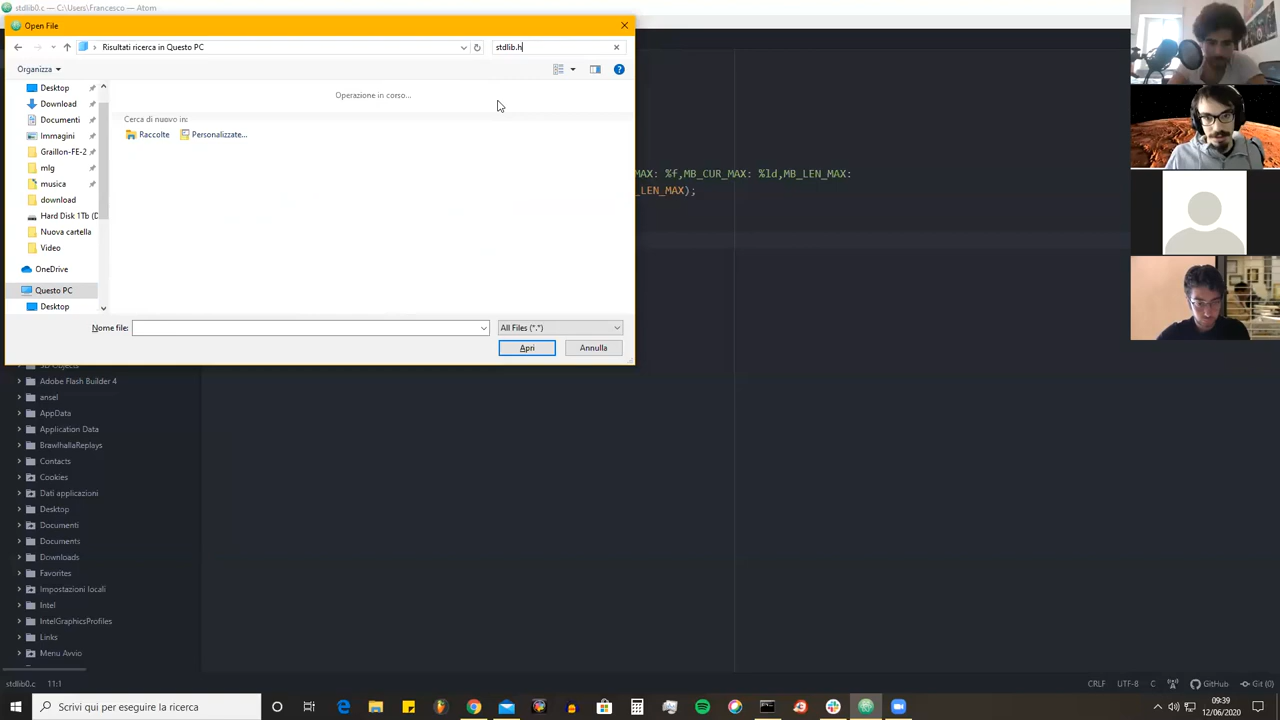 stdlib0.c — C:\Users\Francesco — Atom
Open File
Risultati ricerca in Questo PC
stdlib.h
Organizza
Desktop
Download
Documenti
Immagini
Graillon-FE-2
mlg
musica
download
Hard Disk 1Tb (D
Nuova cartella
Video
OneDrive
Questo PC
Desktop
Operazione in corso...
Cerca di nuovo in:
Raccolte
Personalizzate...
Nome file:
All Files (*.*)
Apri
Annulla
MAX: %f,MB_CUR_MAX: %ld,MB_LEN_MAX:
_LEN_MAX);
3D Objects
Adobe Flash Builder 4
ansel
AppData
Application Data
BrawlhallaReplays
Contacts
Cookies
Dati applicazioni
Desktop
Documenti
Documents
Downloads
Favorites
Impostazioni locali
Intel
IntelGraphicsProfiles
Links
Menu Avvio
stdlib0.c 11:1
CRLF UTF-8 C GitHub Git (0)
Scrivi qui per eseguire la ricerca
09:39
12/06/2020